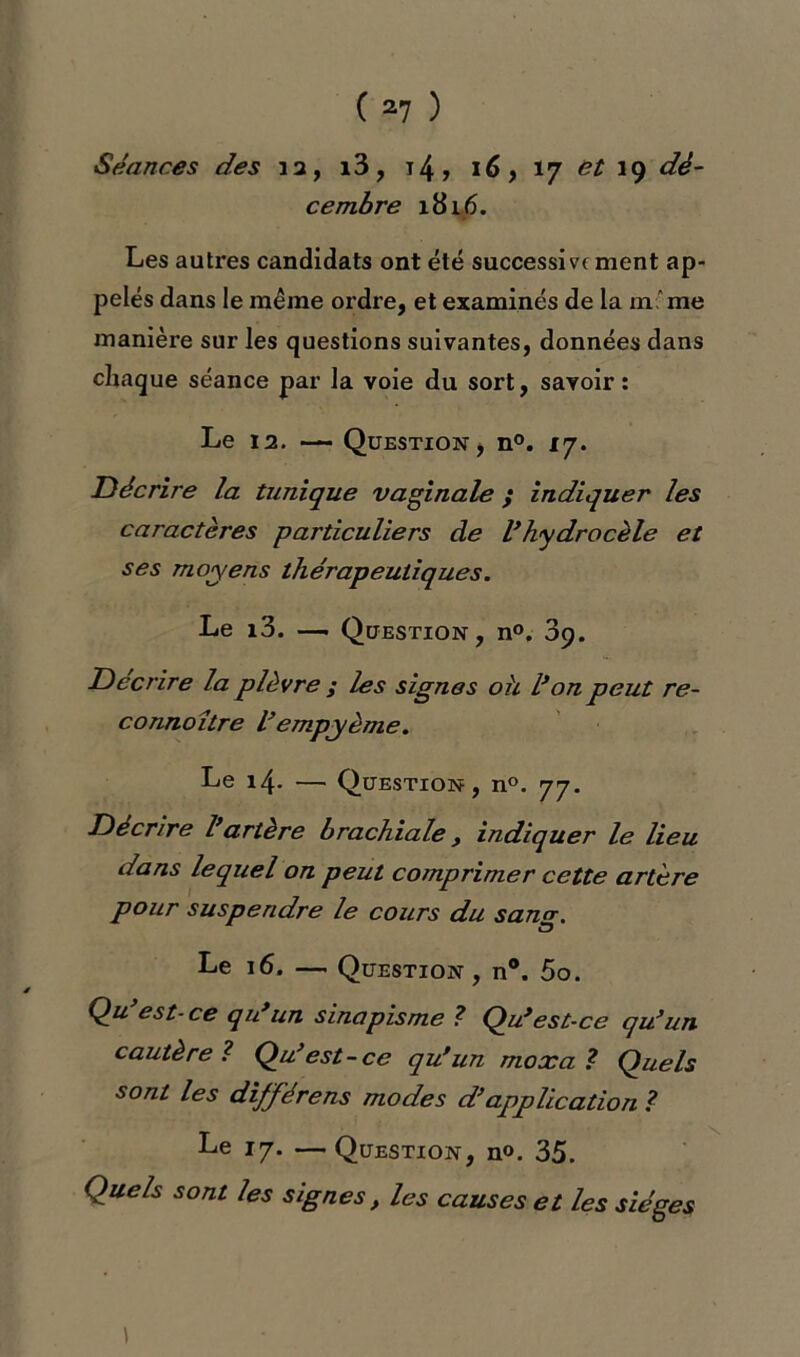 ( 27 )
Séances des 12, 13, 14, 16, 17 et 19 dé-
cembre 1816.
Les autres candidats ont été successivement ap-
pelés dans le même ordre, et examinés de la même
manière sur les questions suivantes, données dans
chaque séance par la voie du sort, savoir :
Le 12. — Question, n°. 17.
Décrire la tunique vaginale ; indiquer les
caractères particuliers de l'hydrocèle et
ses moyens thérapeutiques.
Le 13. — Question, n°. 39.
Décrire la plèvre ; les signes où l'on peut re-
connoître l'empyème.
Le 14. — Question, n°. 77.
Décrire l'artère brachiale, indiquer le lieu
dans lequel on peut comprimer cette artère
pour suspendre le cours du sang.
Le 16. — Question, n°. 50.
Qu'est-ce qu'un sinapisme ? Qu'est-ce qu'un
cautère ? Qu'est-ce qu'un moxa ? Quels
sont les différens modes d'application ?
Le 17. — Question, n°. 35.
Quels sont les signes, les causes et les siéges